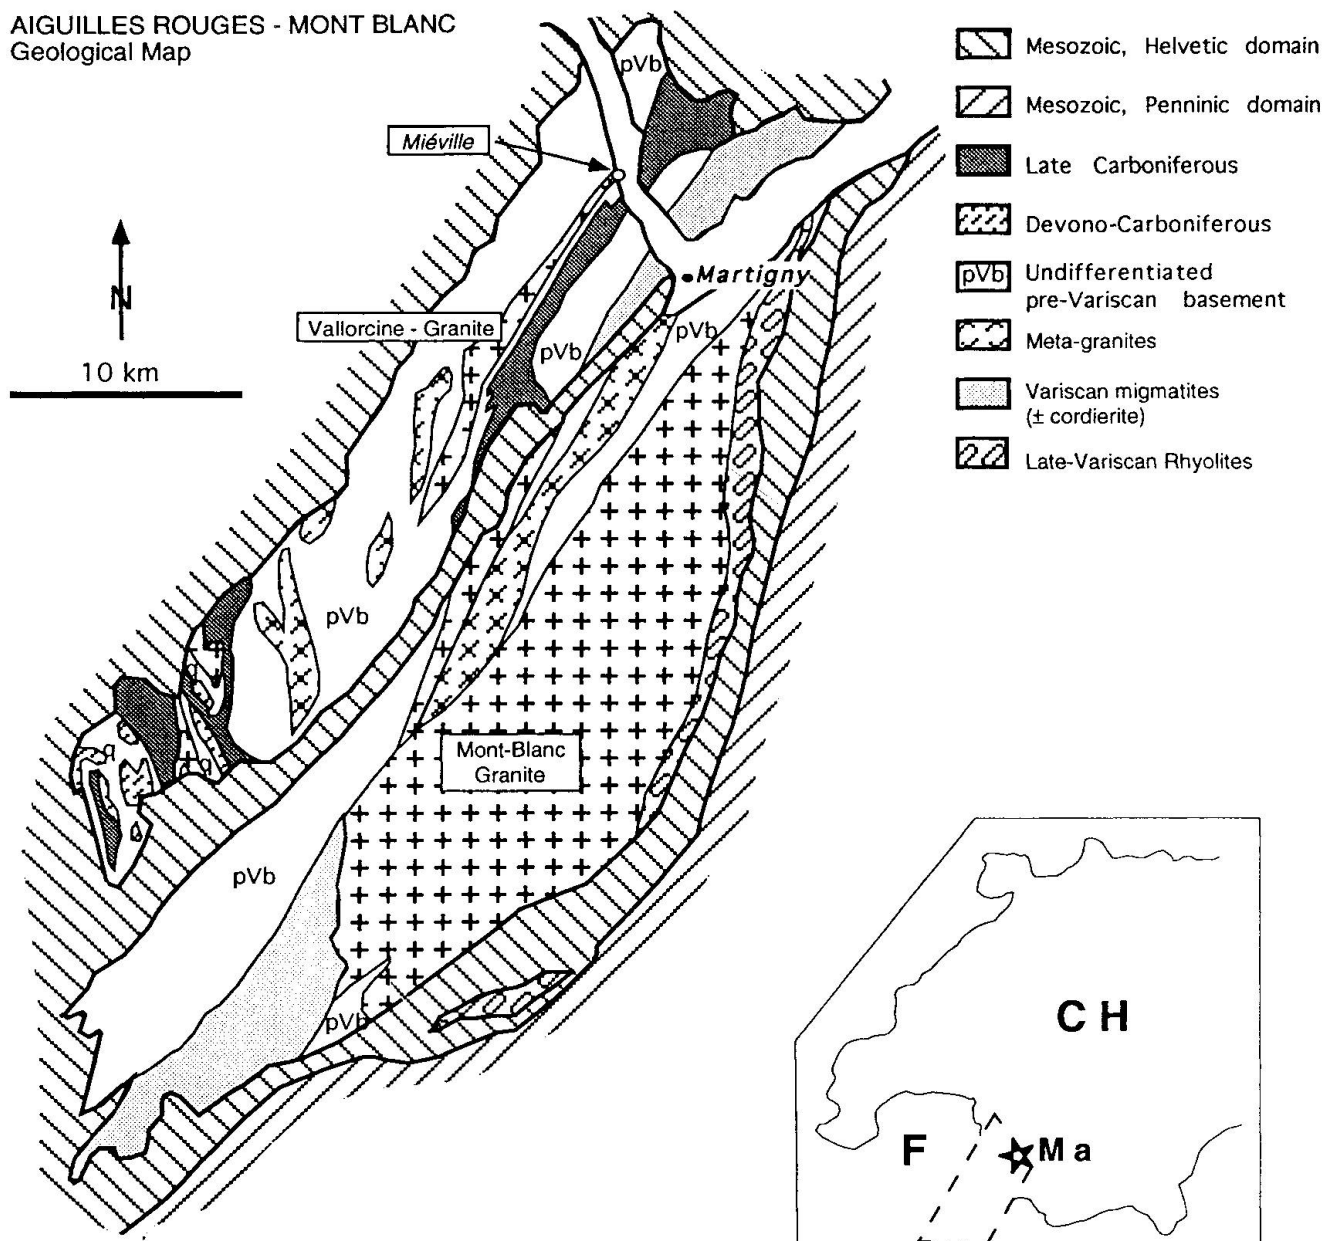 AIGUILLES ROUGES - MONT BLANC
Geological Map
Mesozoic, Helvetic domain
Mesozoic, Penninic domain
Late Carboniferous
Devono-Carboniferous
pVb Undifferentiated
pre-Variscan basement
Meta-granites
Variscan migmatites
(± cordierite)
Late-Variscan Rhyolites
pVb
Miéville
N
10 km
Martigny
Vallorcine - Granite
pVb
pVb
pVb
Mont-Blanc
Granite
pVb
pVb
CH
F
Ma